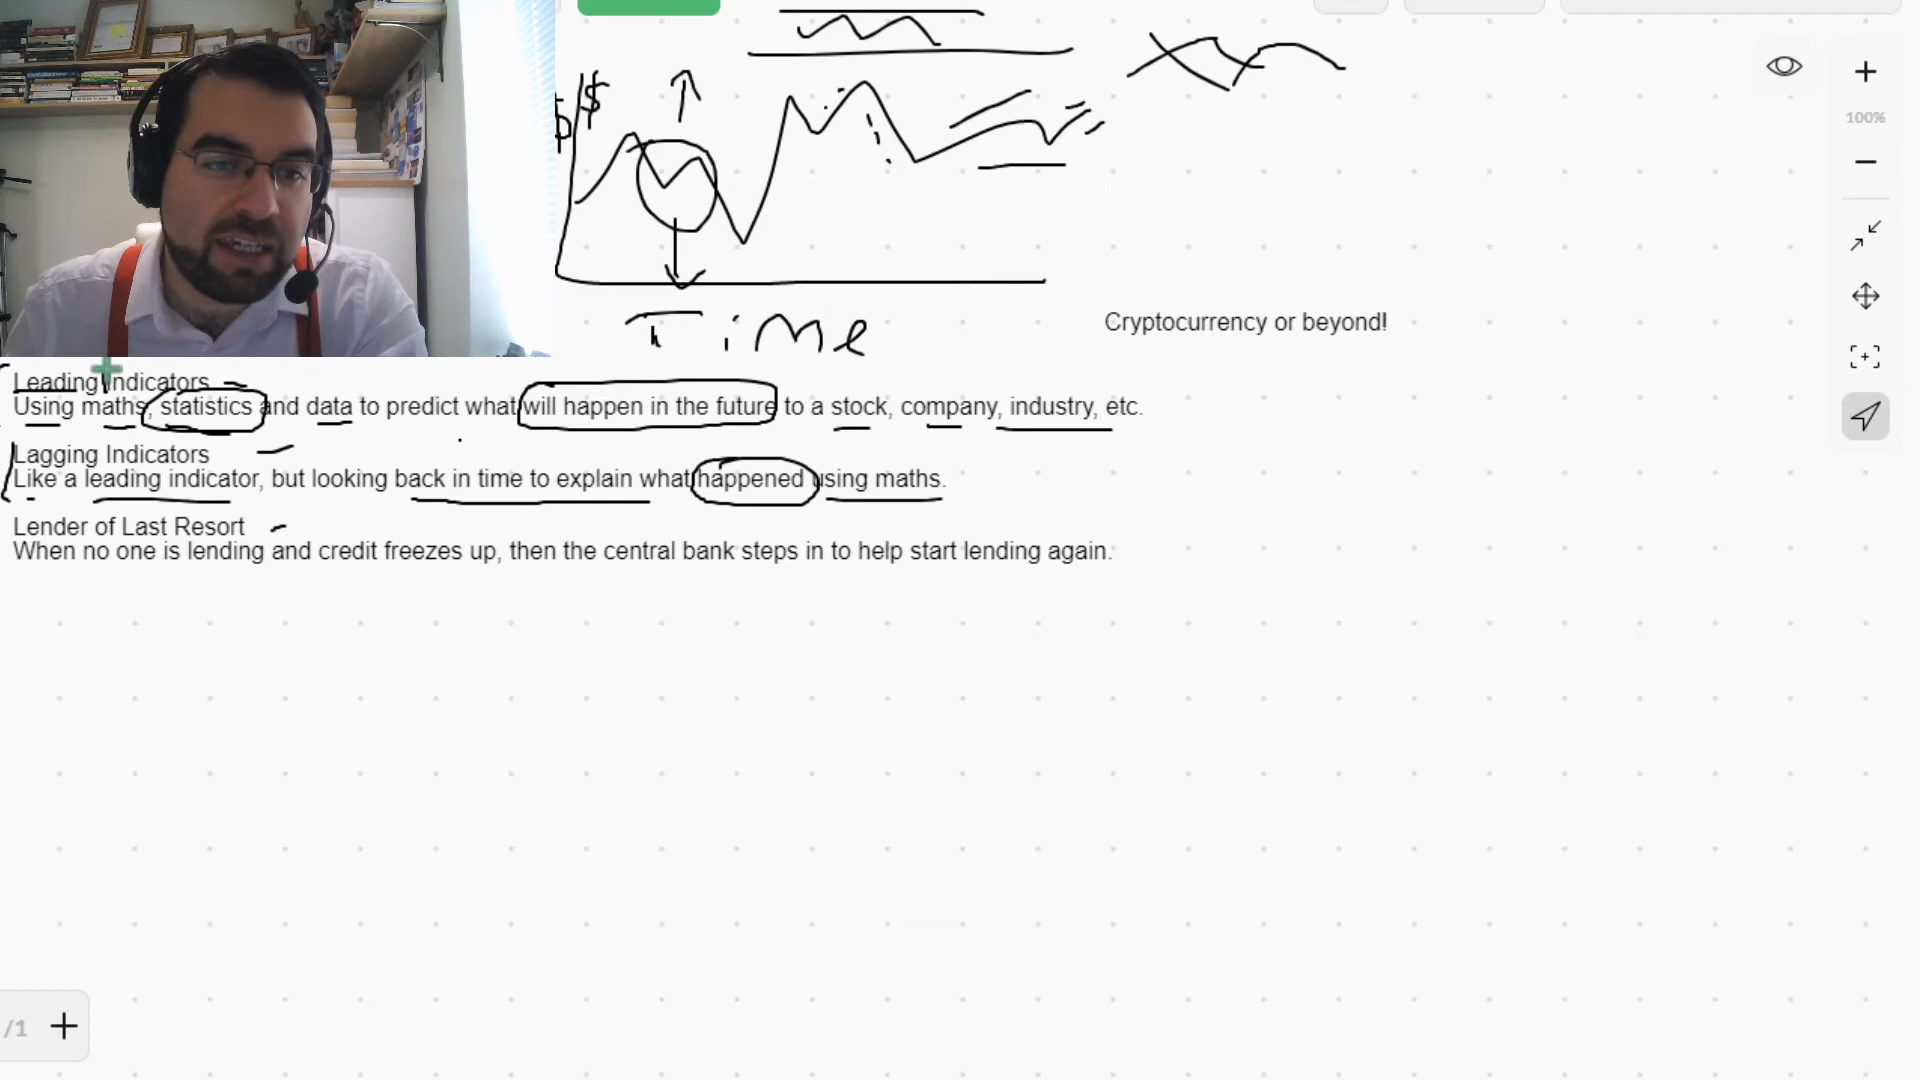 $ $
Time
Cryptocurrency or beyond!
100%
Leading Indicators
Using maths, statistics and data to predict what will happen in the future to a stock, company, industry, etc.
Lagging Indicators
Like a leading indicator, but looking back in time to explain what happened using maths.
Lender of Last Resort
When no one is lending and credit freezes up, then the central bank steps in to help start lending again.
/1 +